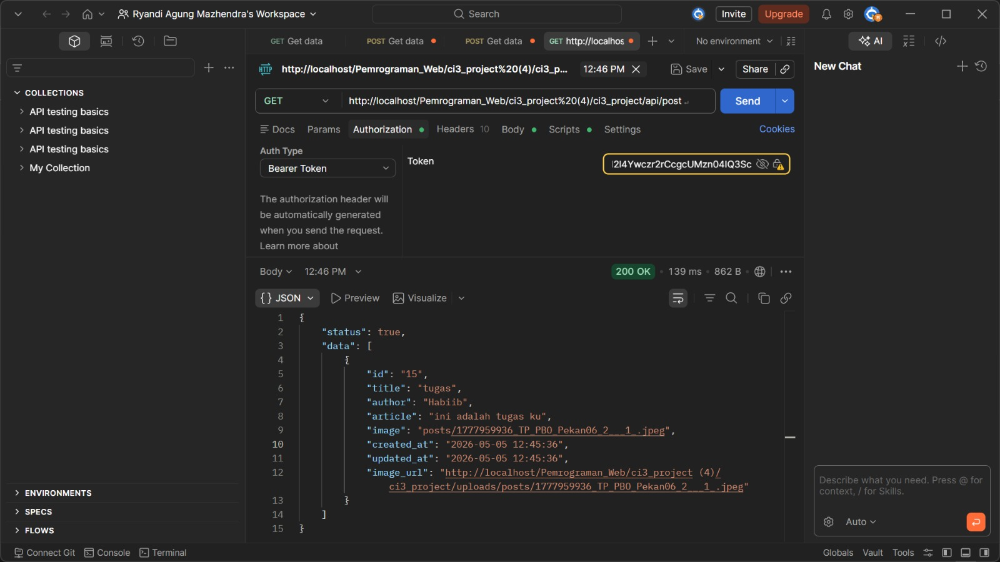 Ryandi Agung Mazhendra's Workspace
Search
Invite
Upgrade
GET Get data
POST Get data
POST Get data
GET http://localhos
No environment
AI
COLLECTIONS
API testing basics
API testing basics
API testing basics
My Collection
ENVIRONMENTS
SPECS
FLOWS
HTTP http://localhost/Pemrograman_Web/ci3_project%20(4)/ci3_p...
12:46 PM
Save
Share
GET
http://localhost/Pemrograman_Web/ci3_project%20(4)/ci3_project/api/post
Send
Docs
Params
Authorization
Headers 10
Body
Scripts
Settings
Cookies
Auth Type
Bearer Token
The authorization header will
be automatically generated
when you send the request.
Learn more about
Token
Body
12:46 PM
200 OK
139 ms
862 B
{} JSON
Preview
Visualize
1 {
2 "status": true,
3 "data": [
4 {
5 "id": "15",
6 "title": "tugas",
7 "author": "Habiib",
8 "article": "ini adalah tugas ku",
9 "image": "posts/1777959936_TP_PBO_Pekan06_2___1_.jpeg",
10 "created_at": "2026-05-05 12:45:36",
11 "updated_at": "2026-05-05 12:45:36",
12 "image_url": "http://localhost/Pemrograman_Web/ci3_project (4)/
ci3_project/uploads/posts/1777959936_TP_PBO_Pekan06_2___1_.jpeg"
13 }
14 ]
15 }
New Chat
Describe what you need. Press @ for
context, / for Skills.
Auto
Connect Git
Console
Terminal
Globals
Vault
Tools